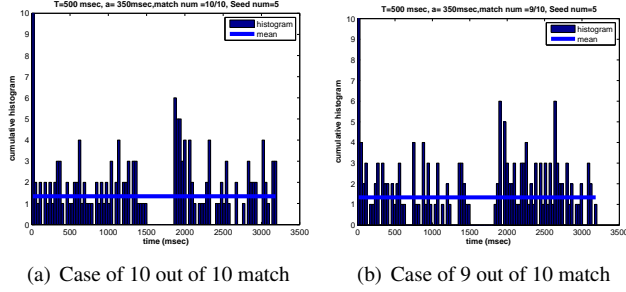 T=500 msec, a= 350msec,match num =10/10, Seed num=5
10
9
8
7
6
5
4
3
2
1
0
cumulative histogram
histogram
mean
0 500 1000 1500 2000 2500 3000 3500
time (msec)
(a) Case of 10 out of 10 match
T=500 msec, a= 350msec,match num =9/10, Seed num=5
10
9
8
7
6
5
4
3
2
1
0
cumulative histogram
histogram
mean
0 500 1000 1500 2000 2500 3000 3500
time (msec)
(b) Case of 9 out of 10 match